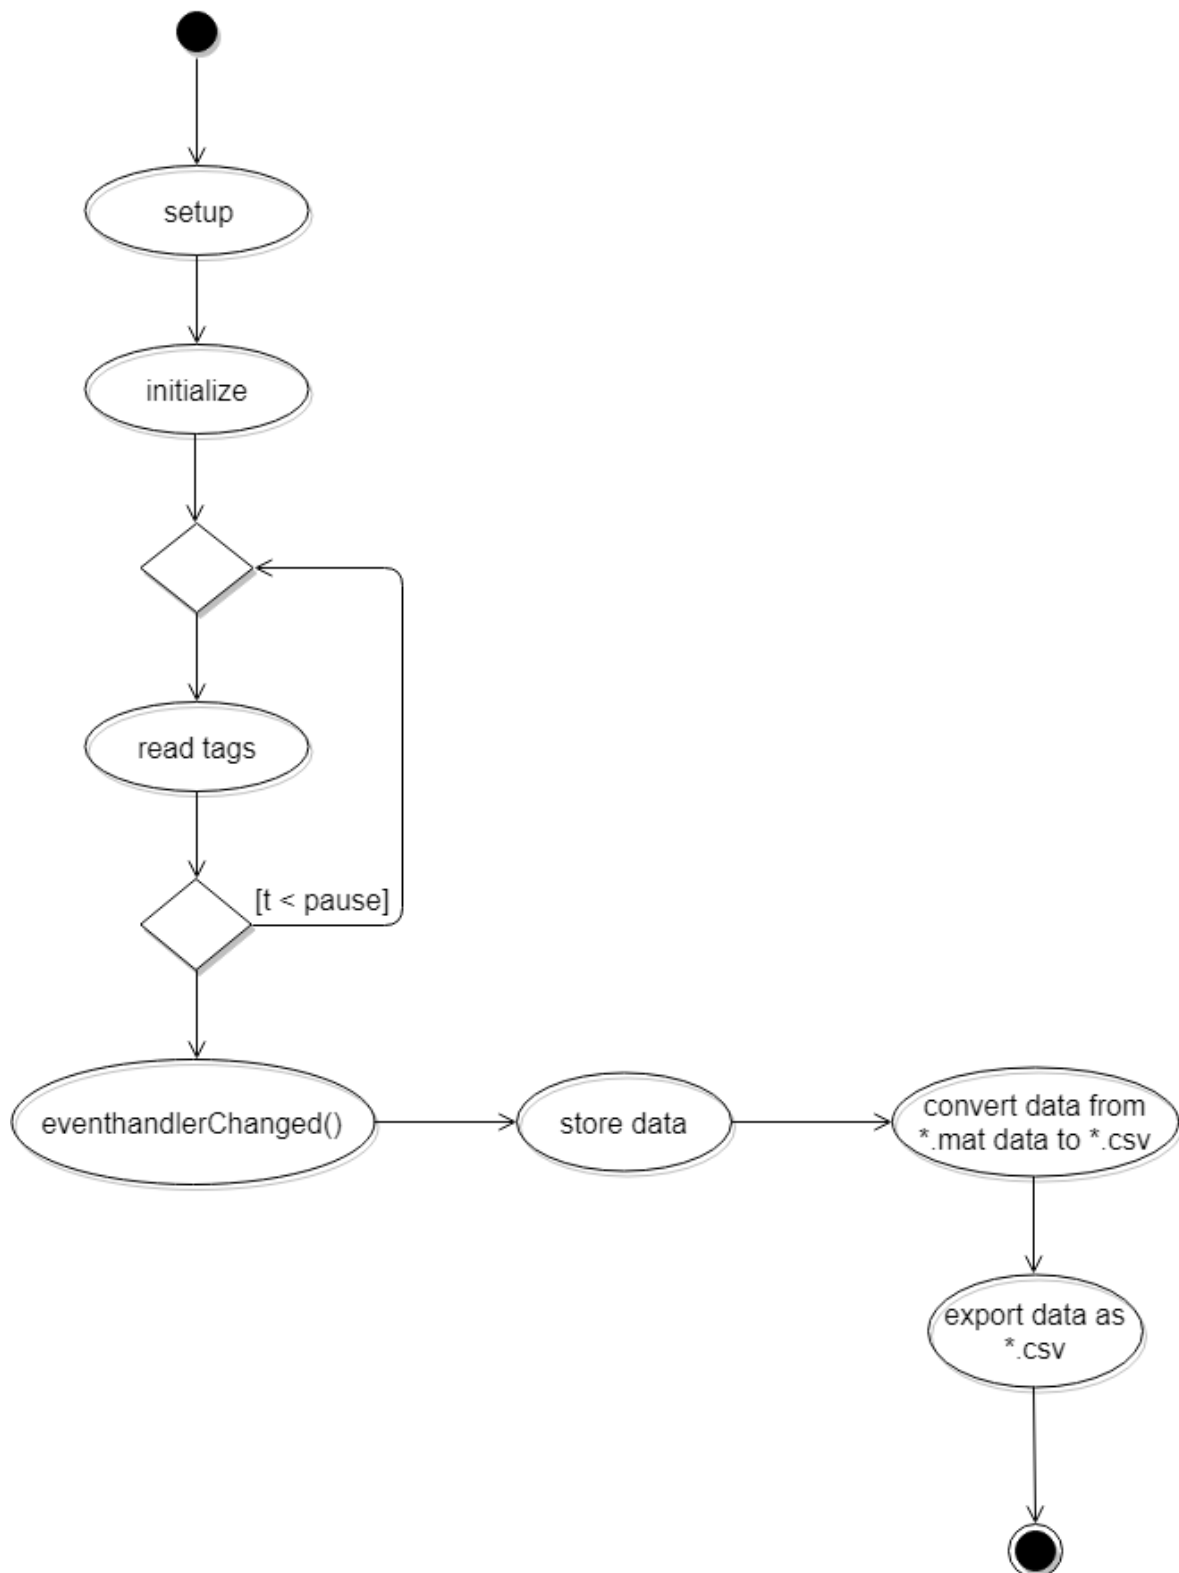 setup
initialize
read tags
[t < pause]
eventhandlerChanged()
store data
convert data from
*.mat data to *.csv
export data as
*.csv